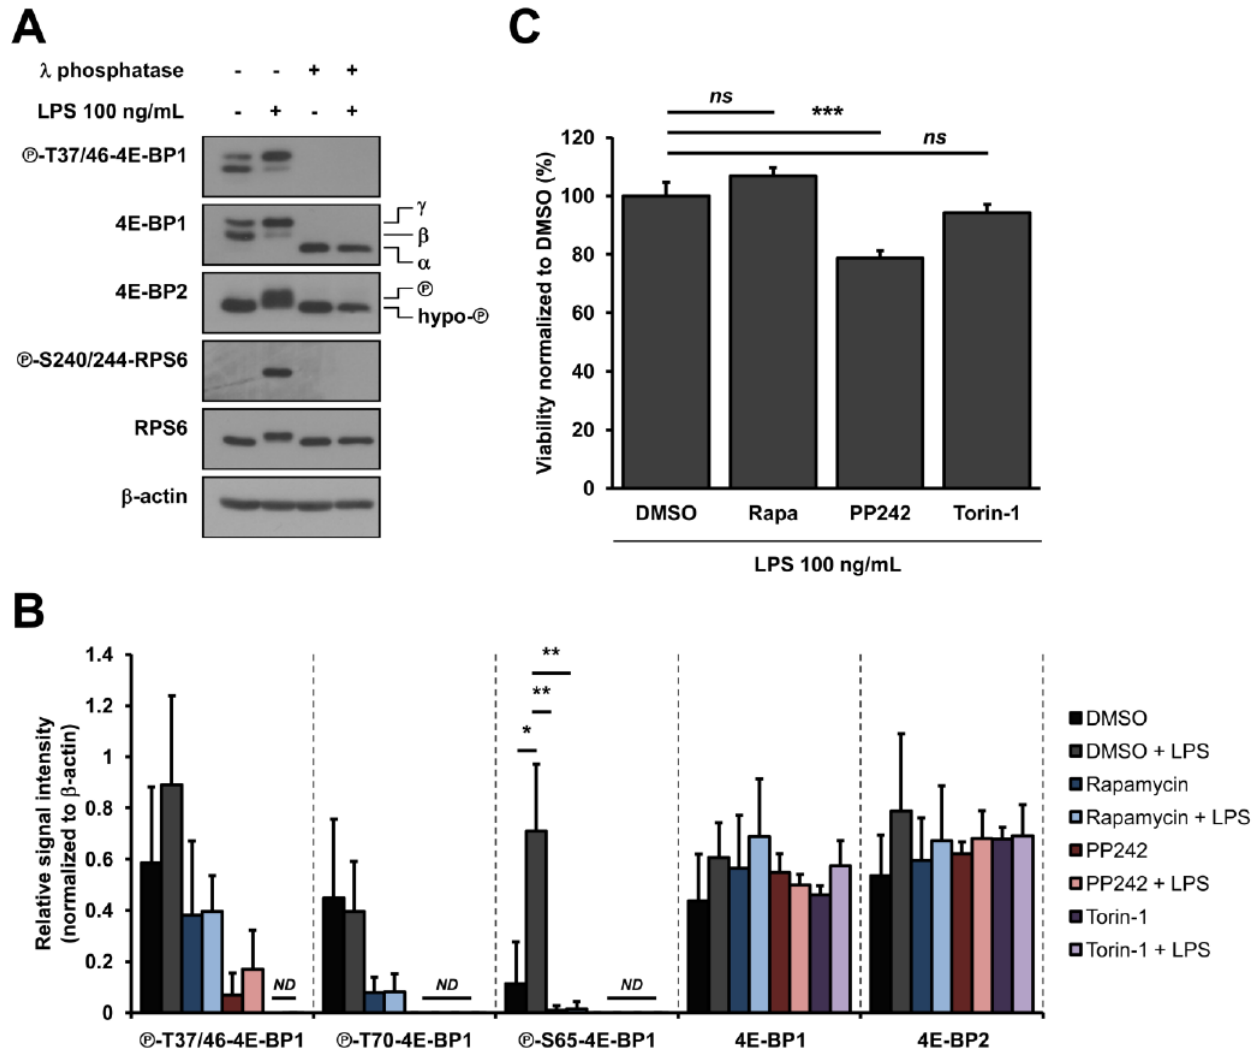 A
λ phosphatase - - + +
LPS 100 ng/mL - + - +
Ⓟ-T37/46-4E-BP1
4E-BP1
γ
β
α
4E-BP2
Ⓟ
hypo-Ⓟ
Ⓟ-S240/244-RPS6
RPS6
β-actin
C
ns
***
ns
Viability normalized to DMSO (%)
120
100
80
60
40
20
0
DMSO Rapa PP242 Torin-1
LPS 100 ng/mL
B
Relative signal intensity
(normalized to β-actin)
1.4
1.2
1
0.8
0.6
0.4
0.2
0
**
**
*
ND
ND
ND
Ⓟ-T37/46-4E-BP1 Ⓟ-T70-4E-BP1 Ⓟ-S65-4E-BP1 4E-BP1 4E-BP2
DMSO
DMSO + LPS
Rapamycin
Rapamycin + LPS
PP242
PP242 + LPS
Torin-1
Torin-1 + LPS